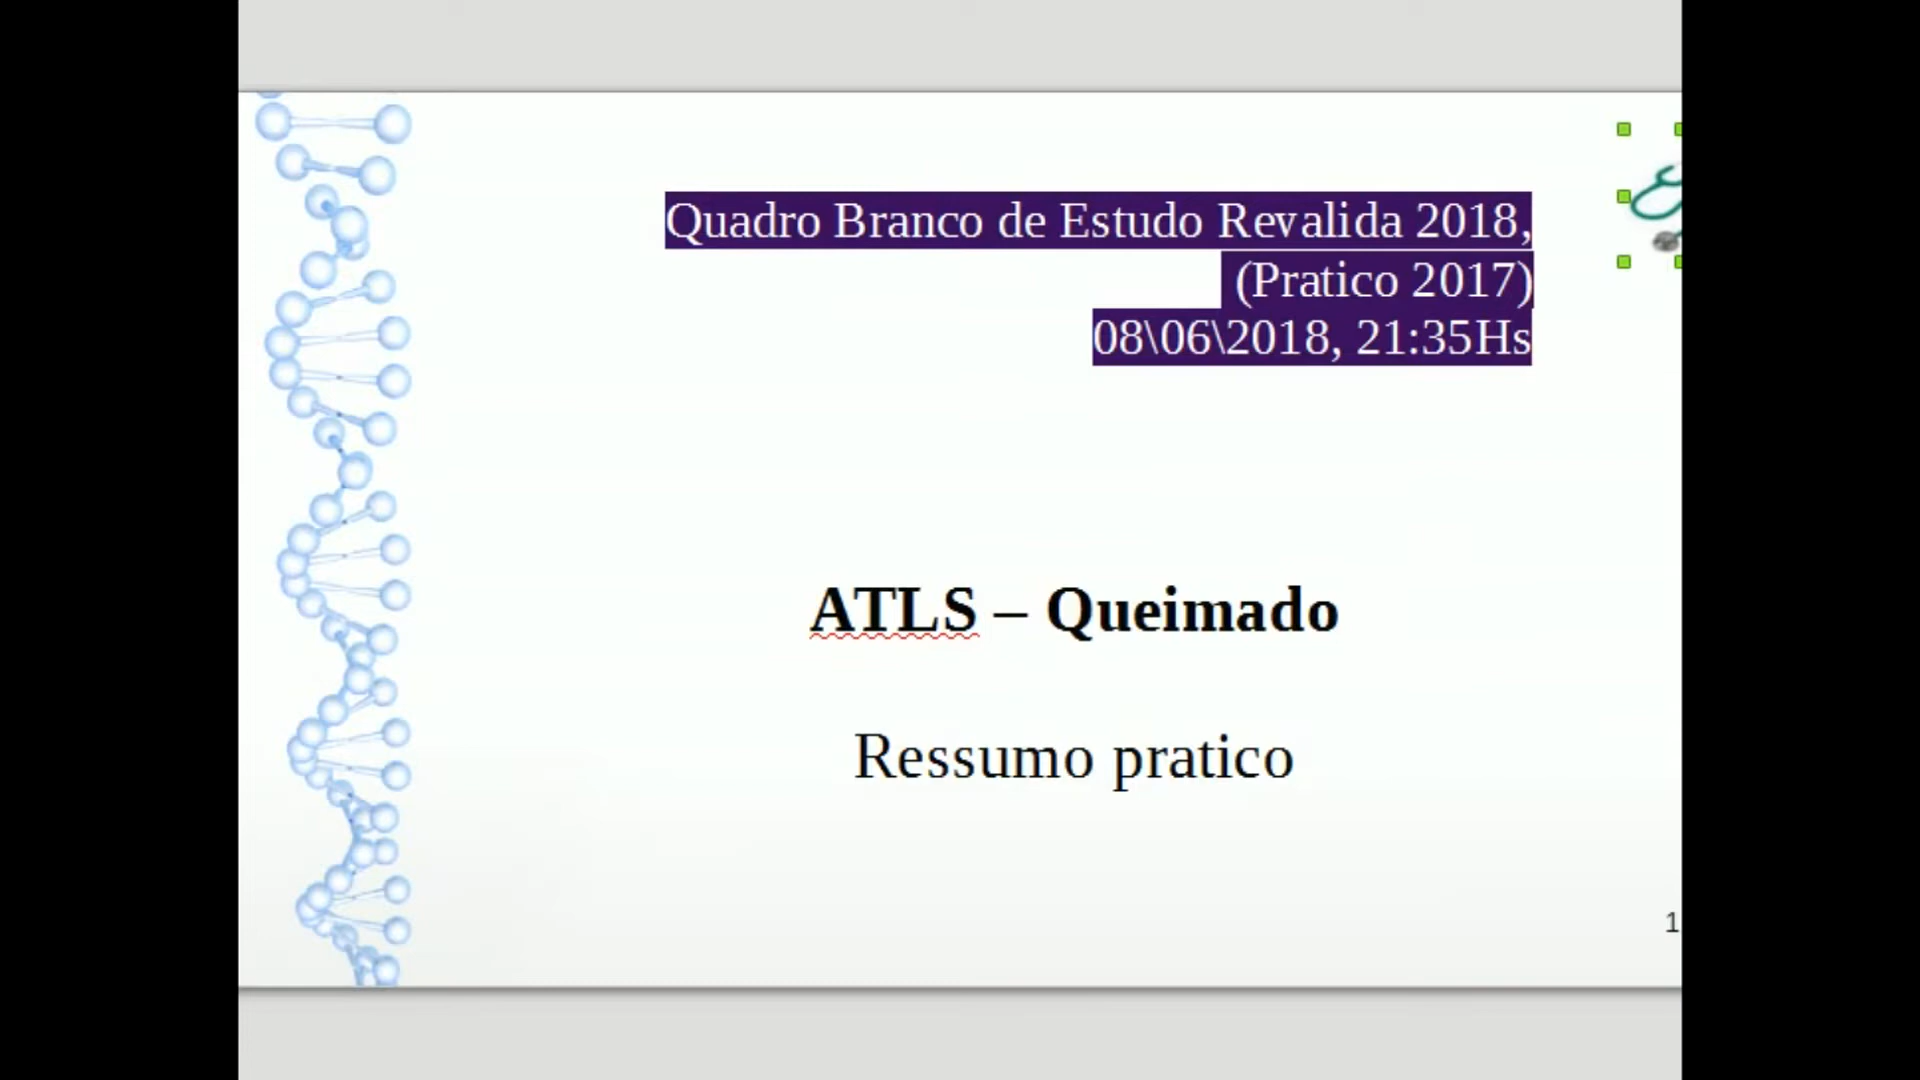 Quadro Branco de Estudo Revalida 2018,
(Pratico 2017)
08\06\2018, 21:35Hs
ATLS – Queimado
Ressumo pratico
1